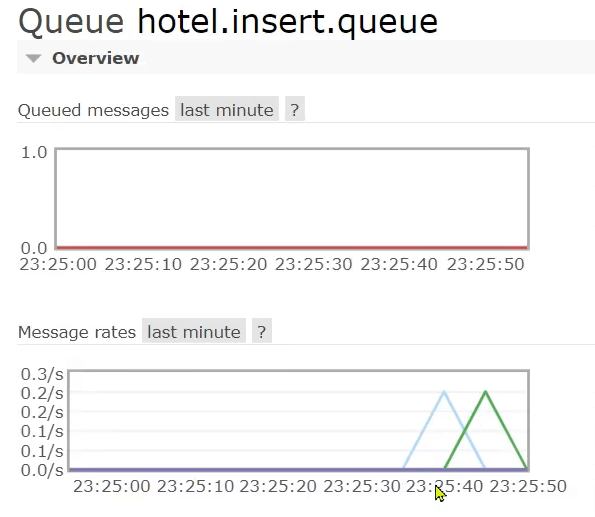 Queue hotel.insert.queue
Overview
Queued messages last minute ?
1.0
0.0
23:25:00 23:25:10 23:25:20 23:25:30 23:25:40 23:25:50
Message rates last minute ?
0.3/s
0.2/s
0.2/s
0.1/s
0.1/s
0.0/s
23:25:00 23:25:10 23:25:20 23:25:30 23:25:40 23:25:50